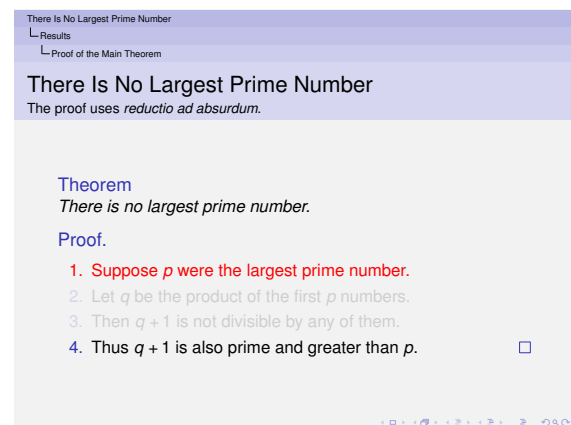 There Is No Largest Prime Number
Results
Proof of the Main Theorem
There Is No Largest Prime Number
The proof uses reductio ad absurdum.
Theorem
There is no largest prime number.
Proof.
1. Suppose p were the largest prime number.
2. Let q be the product of the first p numbers.
3. Then q + 1 is not divisible by any of them.
4. Thus q + 1 is also prime and greater than p.